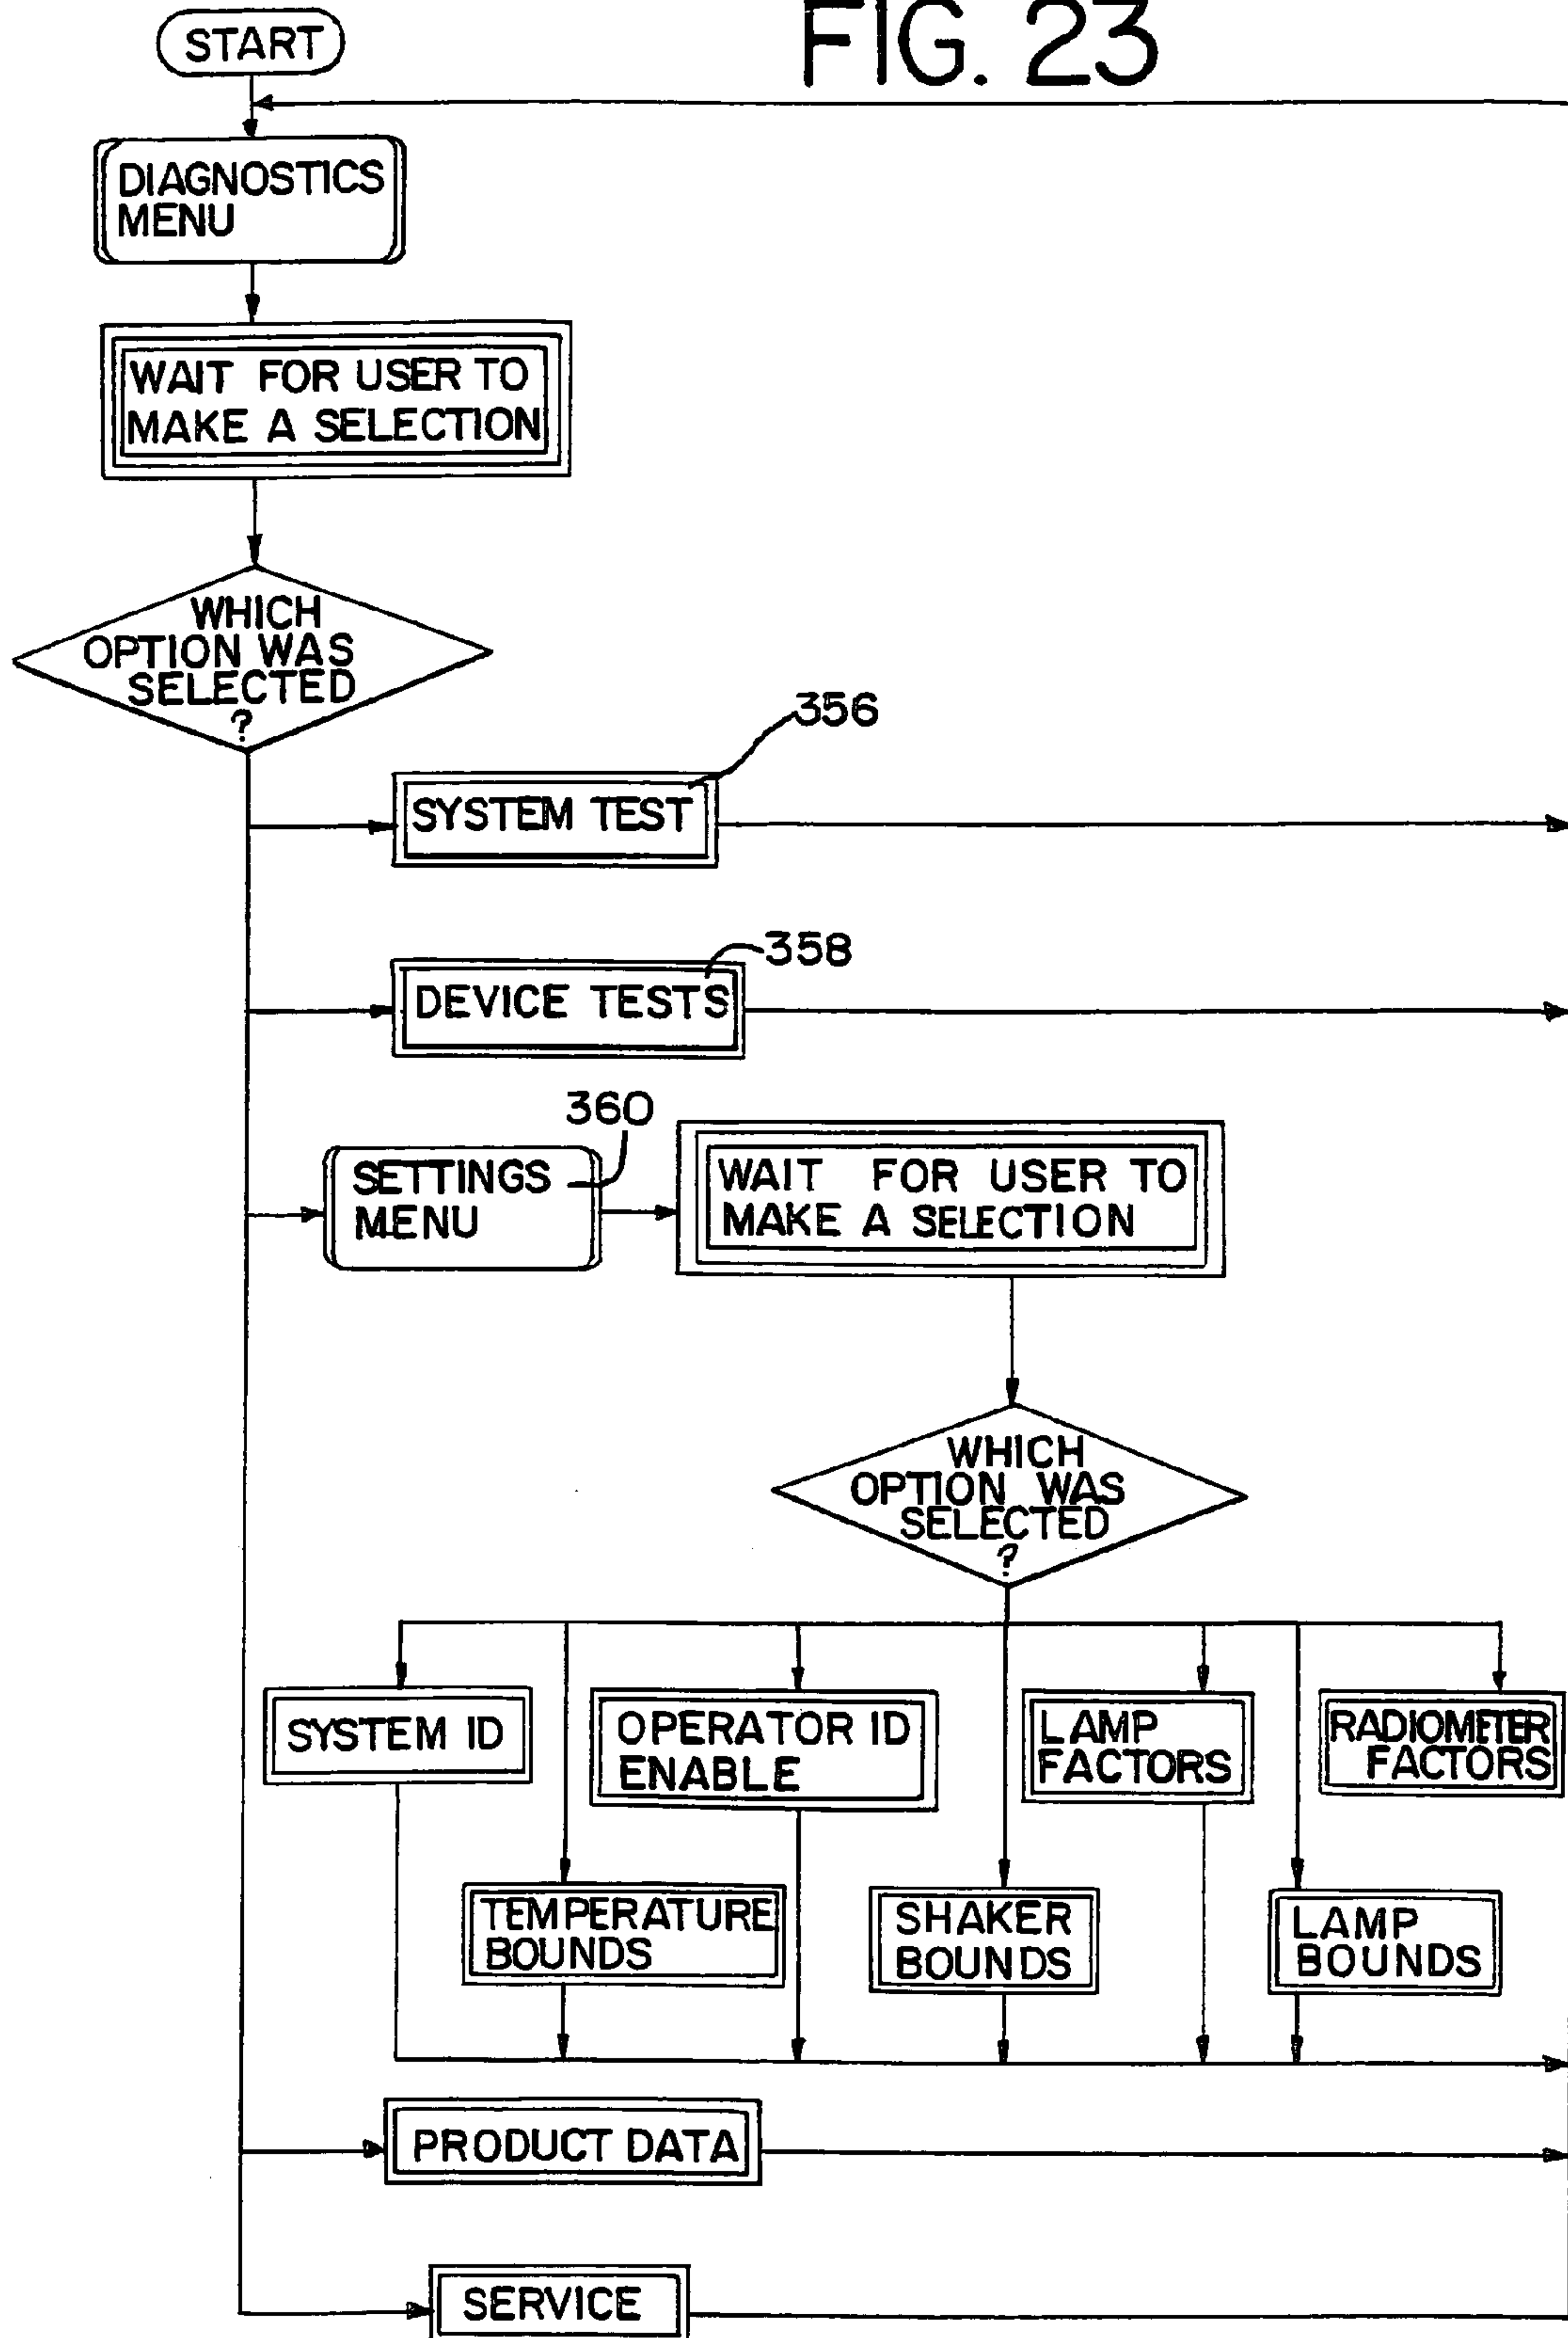 FIG. 23
START
DIAGNOSTICS
MENU
WAIT FOR USER TO
MAKE A SELECTION
WHICH
OPTION WAS
SELECTED
?
356
SYSTEM TEST
358
DEVICE TESTS
360
SETTINGS
MENU
WAIT FOR USER TO
MAKE A SELECTION
WHICH
OPTION WAS
SELECTED
?
SYSTEM ID
OPERATOR ID
ENABLE
LAMP
FACTORS
RADIOMETER
FACTORS
TEMPERATURE
BOUNDS
SHAKER
BOUNDS
LAMP
BOUNDS
PRODUCT DATA
SERVICE